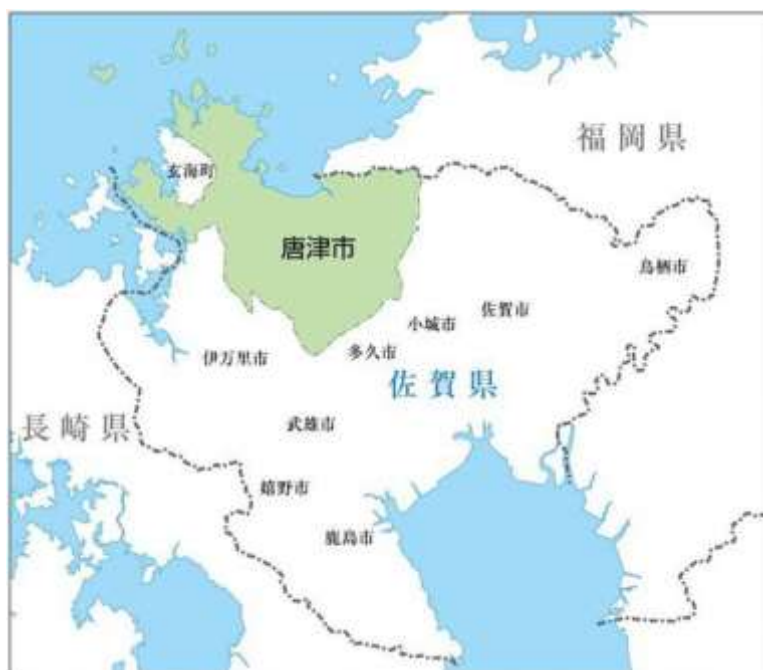 福岡県
玄海町
唐津市
鳥栖市
佐賀市
小城市
多久市
伊万里市
佐賀県
武雄市
長崎県
嬉野市
鹿島市